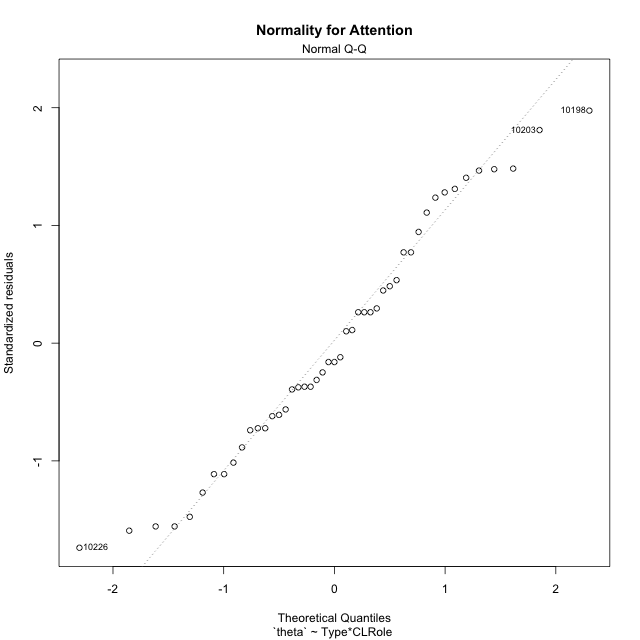 Normality for Attention
Normal Q-Q
2
10198
10203
1
Standardized residuals
0
-1
10226
-2 -1 0 1 2
Theoretical Quantiles
`theta` ~ Type*CLRole